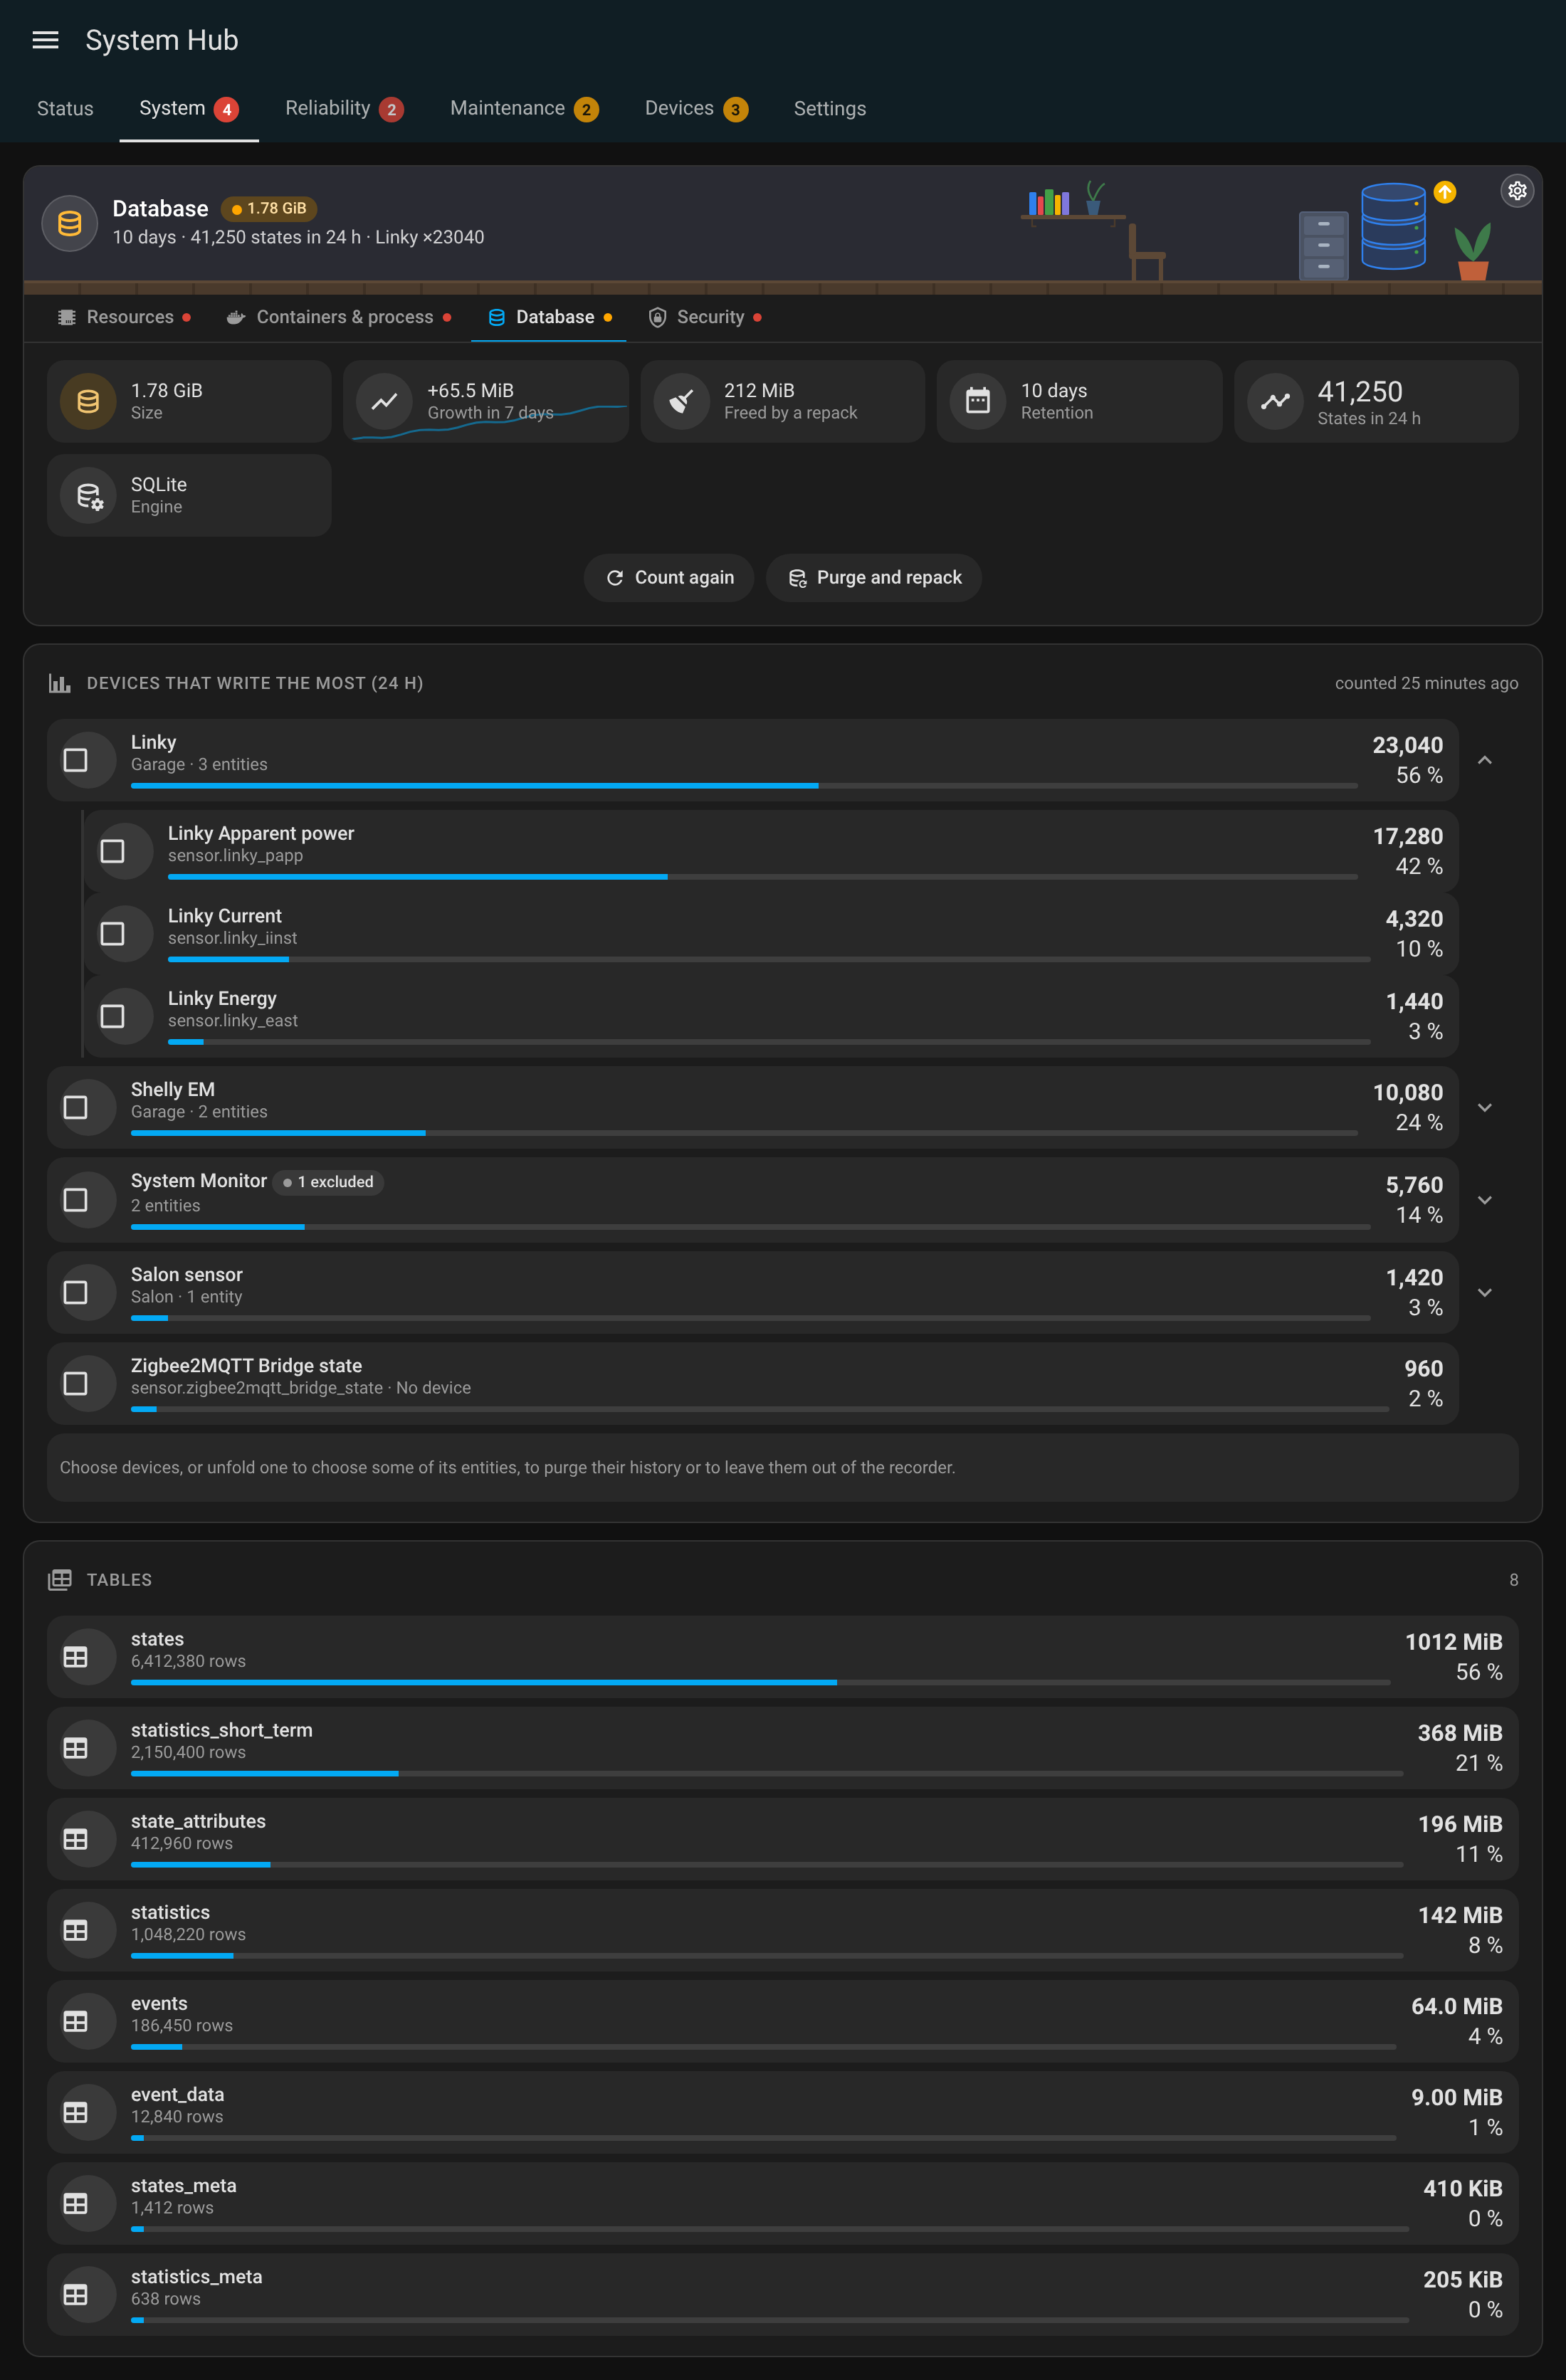 System Hub
Status
System 4
Reliability 2
Maintenance 2
Devices 3
Settings
Database 1.78 GiB
10 days · 41,250 states in 24 h · Linky ×23040
Resources
Containers & process
Database
Security
1.78 GiB
Size
+65.5 MiB
Growth in 7 days
212 MiB
Freed by a repack
10 days
Retention
41,250
States in 24 h
SQLite
Engine
Count again
Purge and repack
DEVICES THAT WRITE THE MOST (24 H)
counted 25 minutes ago
Linky
Garage · 3 entities
23,040
56 %
Linky Apparent power
sensor.linky_papp
17,280
42 %
Linky Current
sensor.linky_iinst
4,320
10 %
Linky Energy
sensor.linky_east
1,440
3 %
Shelly EM
Garage · 2 entities
10,080
24 %
System Monitor 1 excluded
2 entities
5,760
14 %
Salon sensor
Salon · 1 entity
1,420
3 %
Zigbee2MQTT Bridge state
sensor.zigbee2mqtt_bridge_state · No device
960
2 %
Choose devices, or unfold one to choose some of its entities, to purge their history or to leave them out of the recorder.
TABLES
8
states
6,412,380 rows
1012 MiB
56 %
statistics_short_term
2,150,400 rows
368 MiB
21 %
state_attributes
412,960 rows
196 MiB
11 %
statistics
1,048,220 rows
142 MiB
8 %
events
186,450 rows
64.0 MiB
4 %
event_data
12,840 rows
9.00 MiB
1 %
states_meta
1,412 rows
410 KiB
0 %
statistics_meta
638 rows
205 KiB
0 %